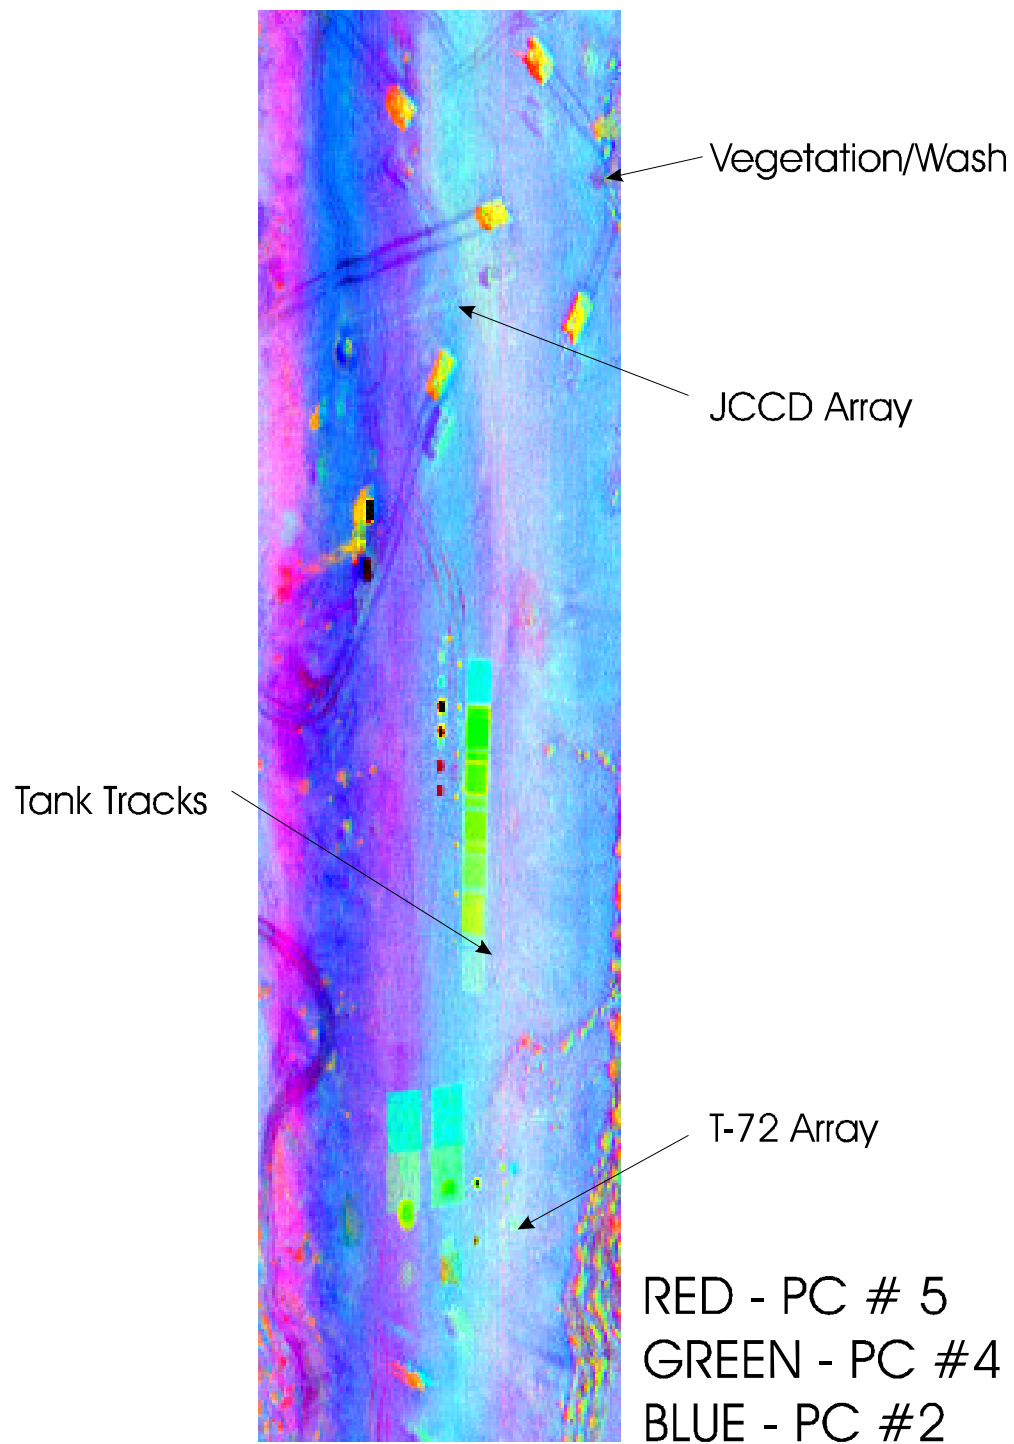 Vegetation/Wash
JCCD Array
Tank Tracks
T-72 Array
RED - PC # 5
GREEN - PC #4
BLUE - PC #2